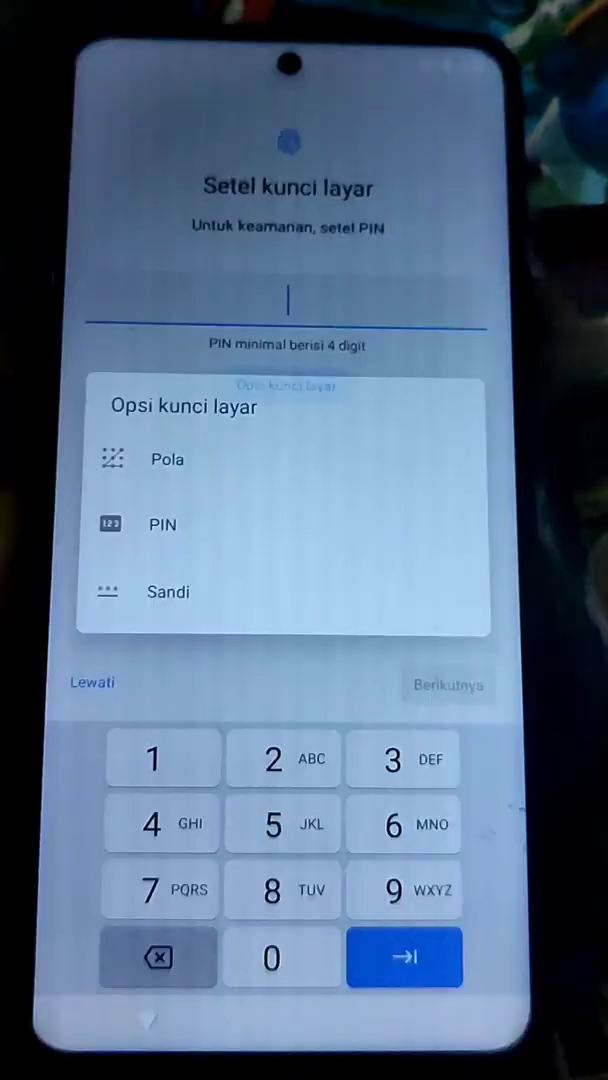 Setel kunci layar
Untuk keamanan, setel PIN
PIN minimal berisi 4 digit
Opsi kunci layar
Opsi kunci layar
Pola
123 PIN
Sandi
Lewati Berikutnya
1 2 ABC 3 DEF
4 GHI 5 JKL 6 MNO
7 PQRS 8 TUV 9 WXYZ
0